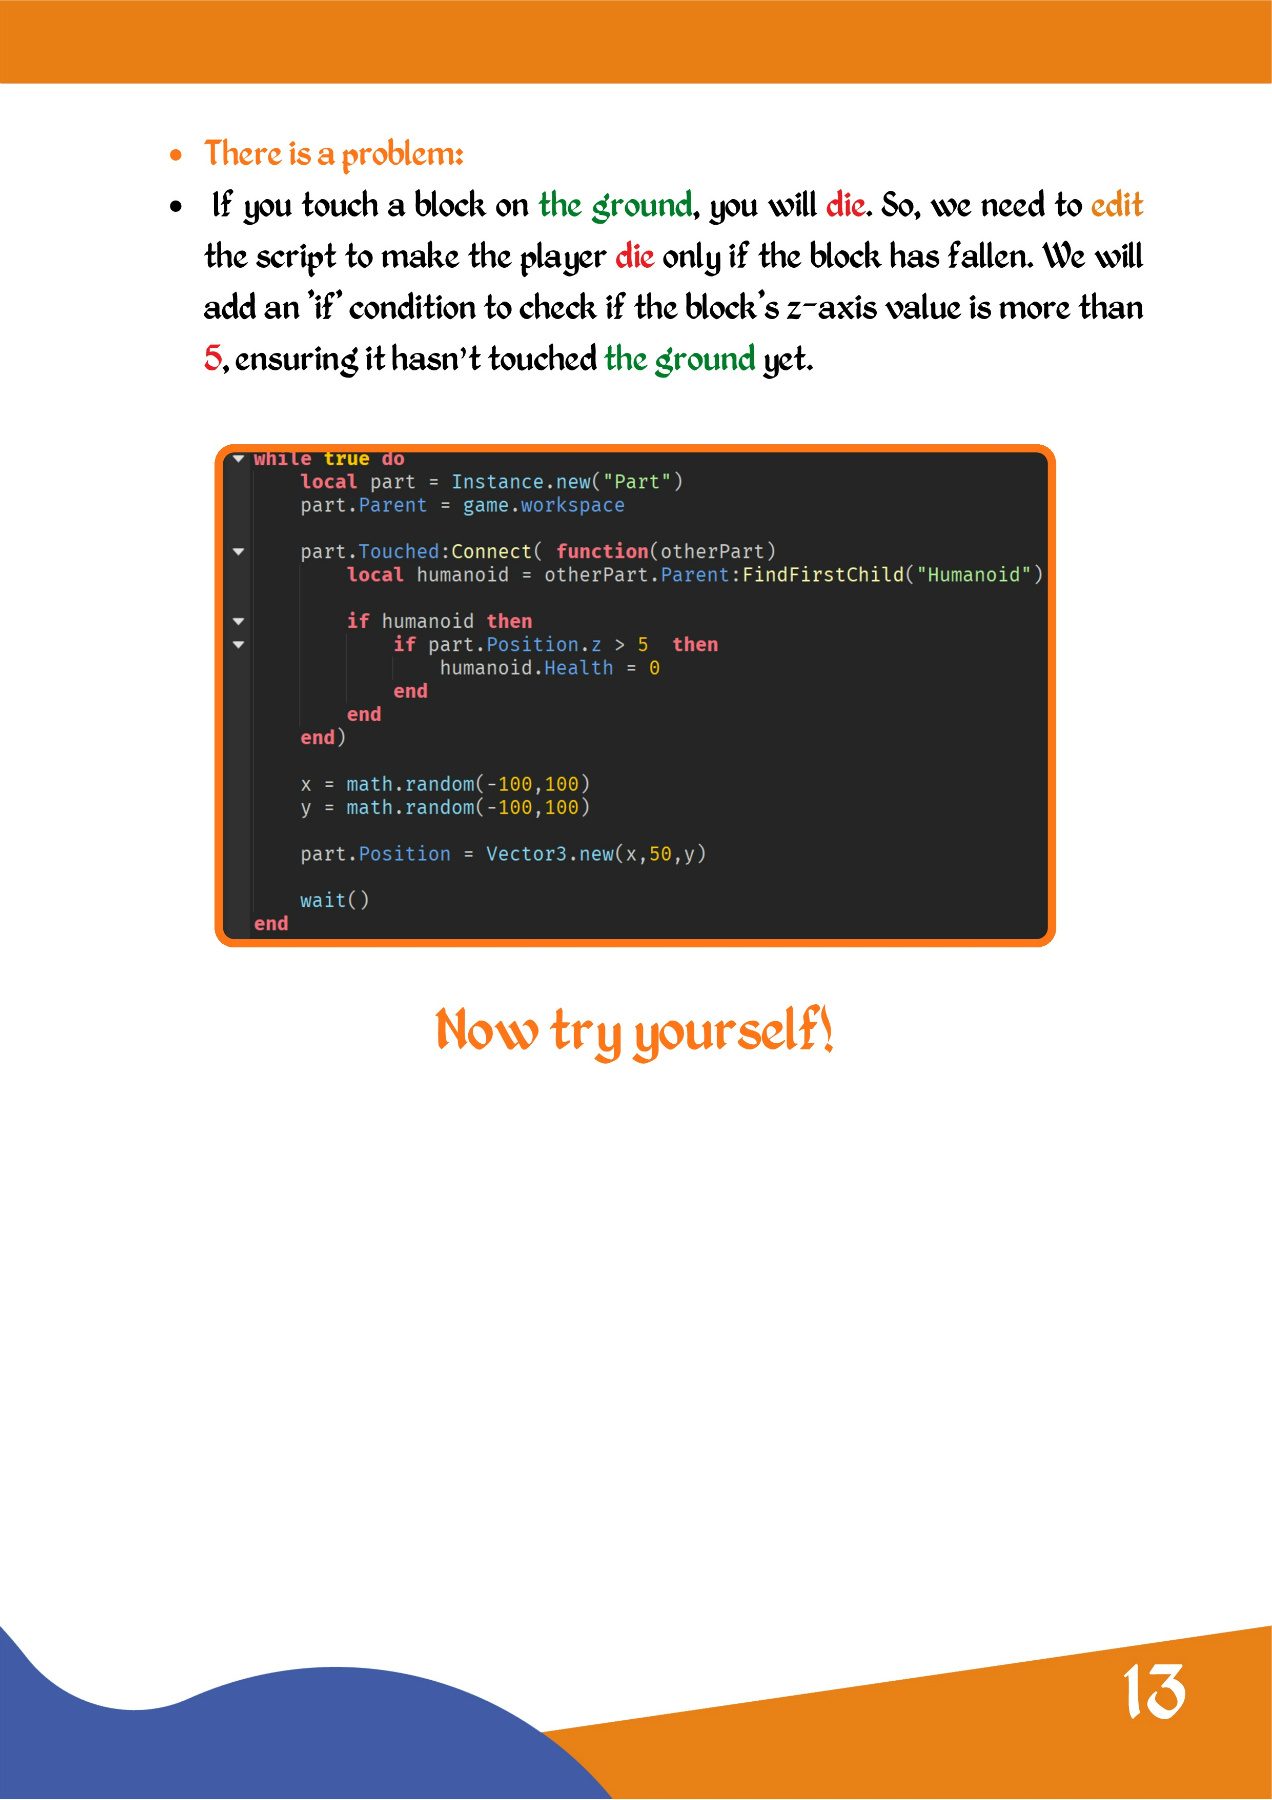 • There is a problem:
• If you touch a block on the ground, you will die. So, we need to edit
the script to make the player die only if the block has fallen. We will
add an 'if' condition to check if the block's z-axis value is more than
5, ensuring it hasn't touched the ground yet.
while true do
    local part = Instance.new("Part")
    part.Parent = game.workspace
    part.Touched:Connect( function(otherPart)
        local humanoid = otherPart.Parent:FindFirstChild("Humanoid")
        if humanoid then
            if part.Position.z > 5  then
                humanoid.Health = 0
            end
        end
    end)
    x = math.random(-100,100)
    y = math.random(-100,100)
    part.Position = Vector3.new(x,50,y)
    wait()
end
Now try yourself!
13